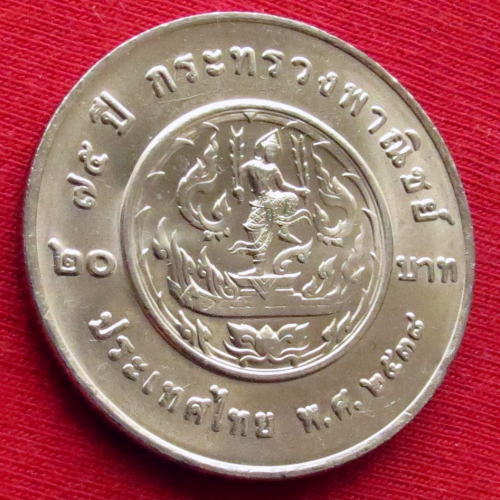 ๗๕ ปี กระทรวงพาณิชย์
๒๐ บาท
ประเทศไทย พ.ศ.๒๕๓๘